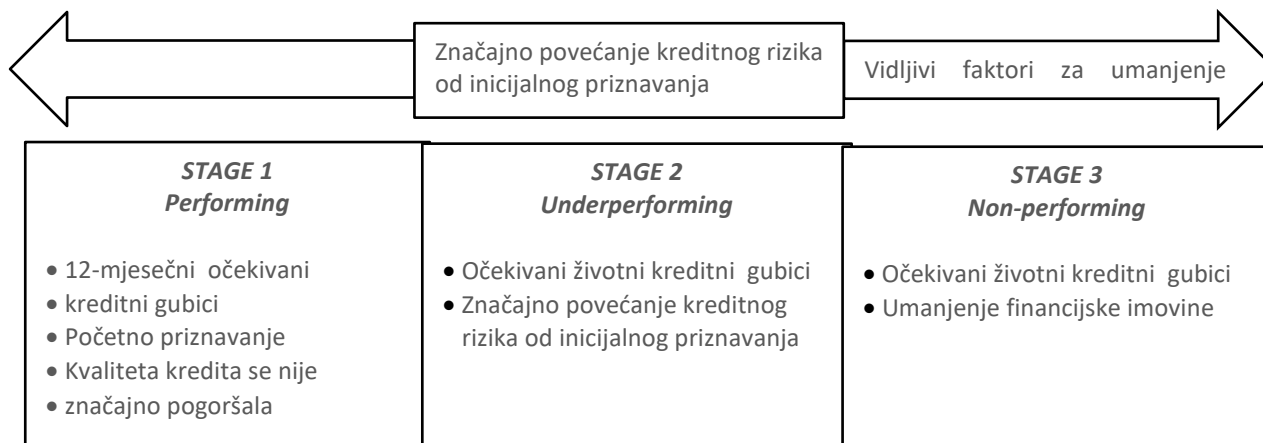 Značajno povećanje kreditnog rizika
od inicijalnog priznavanja
Vidljivi faktori za umanjenje
STAGE 1
Performing
• 12-mjesečni očekivani
• kreditni gubici
• Početno priznavanje
• Kvaliteta kredita se nije
• značajno pogoršala
STAGE 2
Underperforming
• Očekivani životni kreditni gubici
• Značajno povećanje kreditnog
rizika od inicijalnog priznavanja
STAGE 3
Non-performing
• Očekivani životni kreditni gubici
• Umanjenje financijske imovine